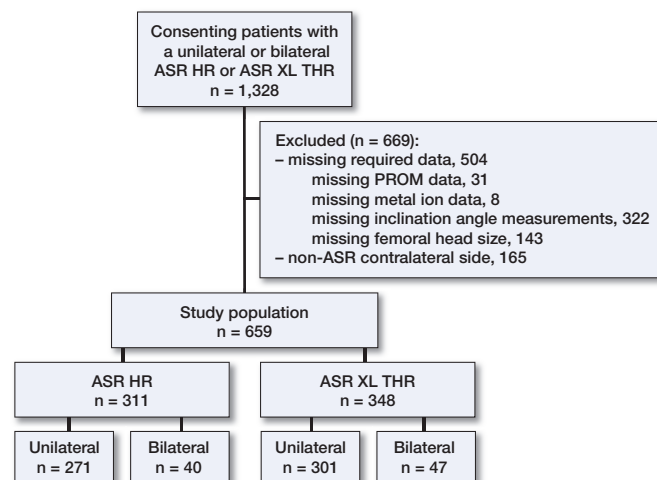 Consenting patients with
a unilateral or bilateral
ASR HR or ASR XL THR
n = 1,328
Excluded (n = 669):
– missing required data, 504
missing PROM data, 31
missing metal ion data, 8
missing inclination angle measurements, 322
missing femoral head size, 143
– non-ASR contralateral side, 165
Study population
n = 659
ASR HR
n = 311
ASR XL THR
n = 348
Unilateral
n = 271
Bilateral
n = 40
Unilateral
n = 301
Bilateral
n = 47